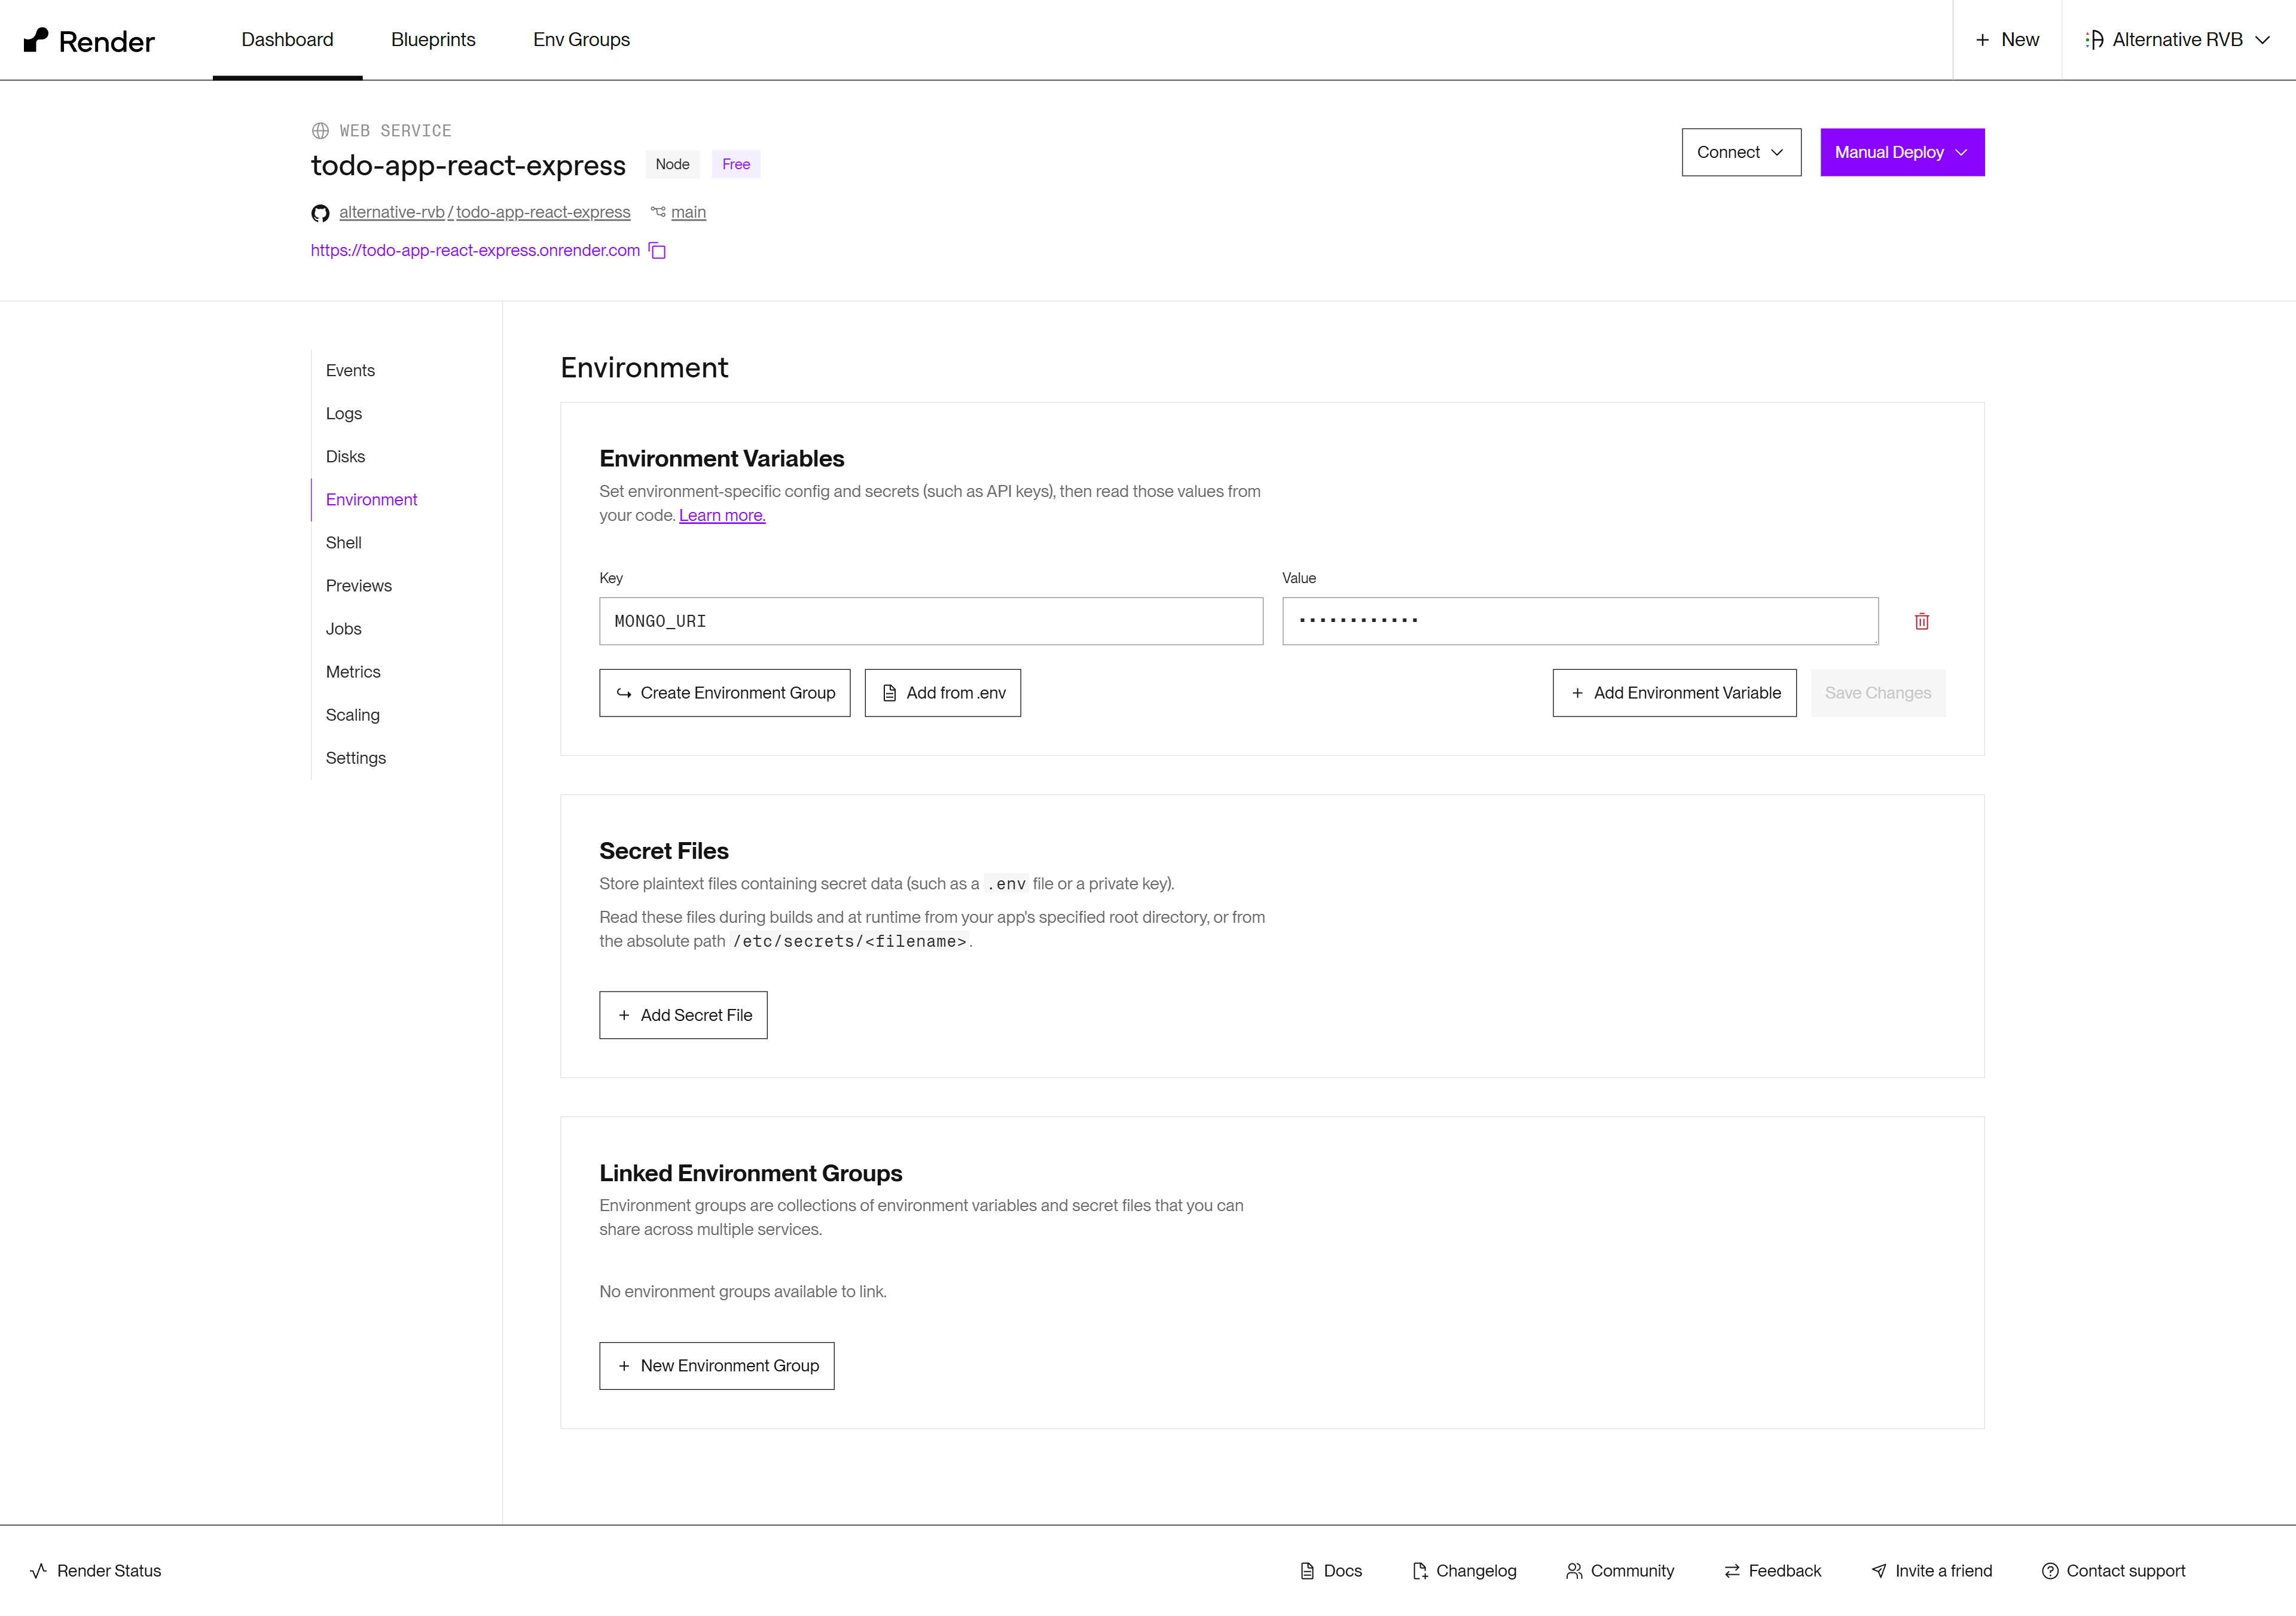 Render
Dashboard
Blueprints
Env Groups
+ New
Alternative RVB
WEB SERVICE
todo-app-react-express
Node
Free
Connect
Manual Deploy
alternative-rvb / todo-app-react-express
main
https://todo-app-react-express.onrender.com
Events
Logs
Disks
Environment
Shell
Previews
Jobs
Metrics
Scaling
Settings
Environment
Environment Variables
Set environment-specific config and secrets (such as API keys), then read those values from
your code. Learn more.
Key
Value
MONGO_URI
············
Create Environment Group
Add from .env
+ Add Environment Variable
Save Changes
Secret Files
Store plaintext files containing secret data (such as a .env file or a private key).
Read these files during builds and at runtime from your app's specified root directory, or from
the absolute path /etc/secrets/<filename>.
+ Add Secret File
Linked Environment Groups
Environment groups are collections of environment variables and secret files that you can
share across multiple services.
No environment groups available to link.
+ New Environment Group
Render Status
Docs
Changelog
Community
Feedback
Invite a friend
Contact support